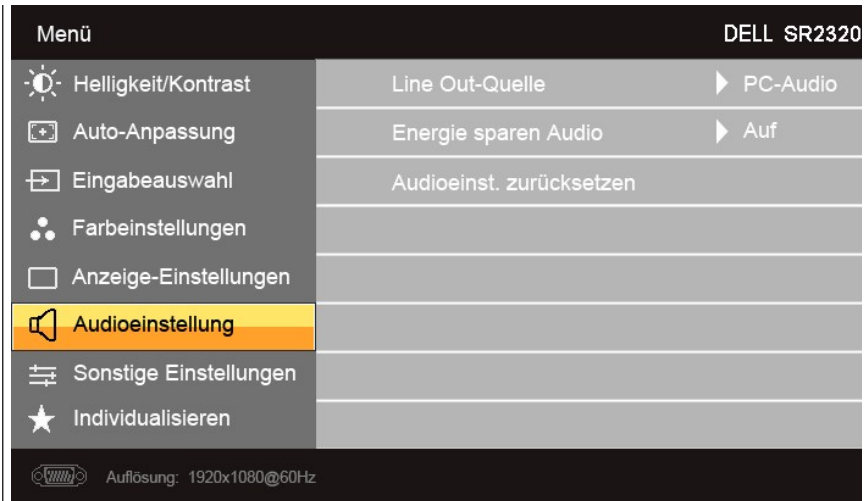 Menü
DELL SR2320
Helligkeit/Kontrast
Auto-Anpassung
Eingabeauswahl
Farbeinstellungen
Anzeige-Einstellungen
Audioeinstellung
Sonstige Einstellungen
Individualisieren
Line Out-Quelle
PC-Audio
Energie sparen Audio
Auf
Audioeinst. zurücksetzen
Auflösung: 1920x1080@60Hz